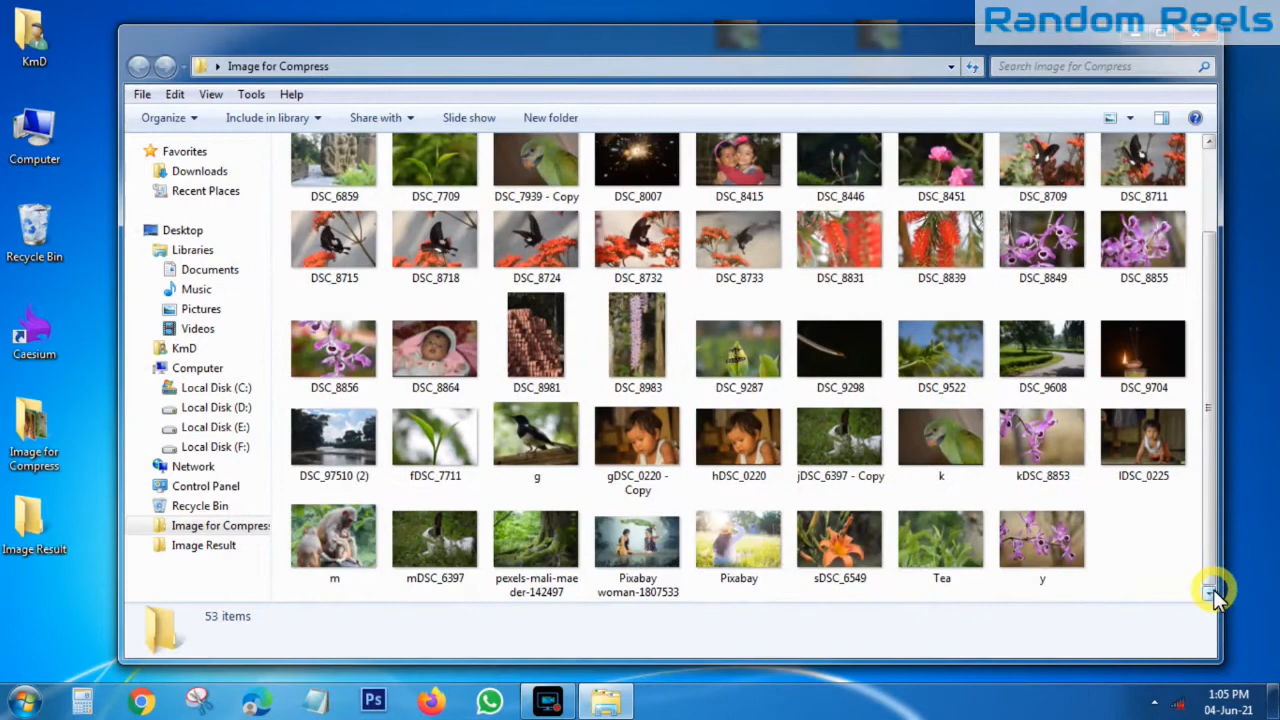 Random Reels
KmD
Computer
Recycle Bin
Caesium
Image for
Compress
Image Result
Image for Compress
Search Image for Compress
File Edit View Tools Help
Organize Include in library Share with Slide show New folder
Favorites
Downloads
Recent Places
Desktop
Libraries
Documents
Music
Pictures
Videos
KmD
Computer
Local Disk (C:)
Local Disk (D:)
Local Disk (E:)
Local Disk (F:)
Network
Control Panel
Recycle Bin
Image for Compress
Image Result
DSC_6859 DSC_7709 DSC_7939 - Copy DSC_8007 DSC_8415 DSC_8446 DSC_8451 DSC_8709 DSC_8711
DSC_8715 DSC_8718 DSC_8724 DSC_8732 DSC_8733 DSC_8831 DSC_8839 DSC_8849 DSC_8855
DSC_8856 DSC_8864 DSC_8981 DSC_8983 DSC_9287 DSC_9298 DSC_9522 DSC_9608 DSC_9704
DSC_97510 (2) fDSC_7711 g gDSC_0220 - hDSC_0220 jDSC_6397 - Copy k kDSC_8853 lDSC_0225
Copy
m mDSC_6397 pexels-mali-mae Pixabay Pixabay sDSC_6549 Tea y
der-142497 woman-1807533
53 items
Ps
1:05 PM
04-Jun-21